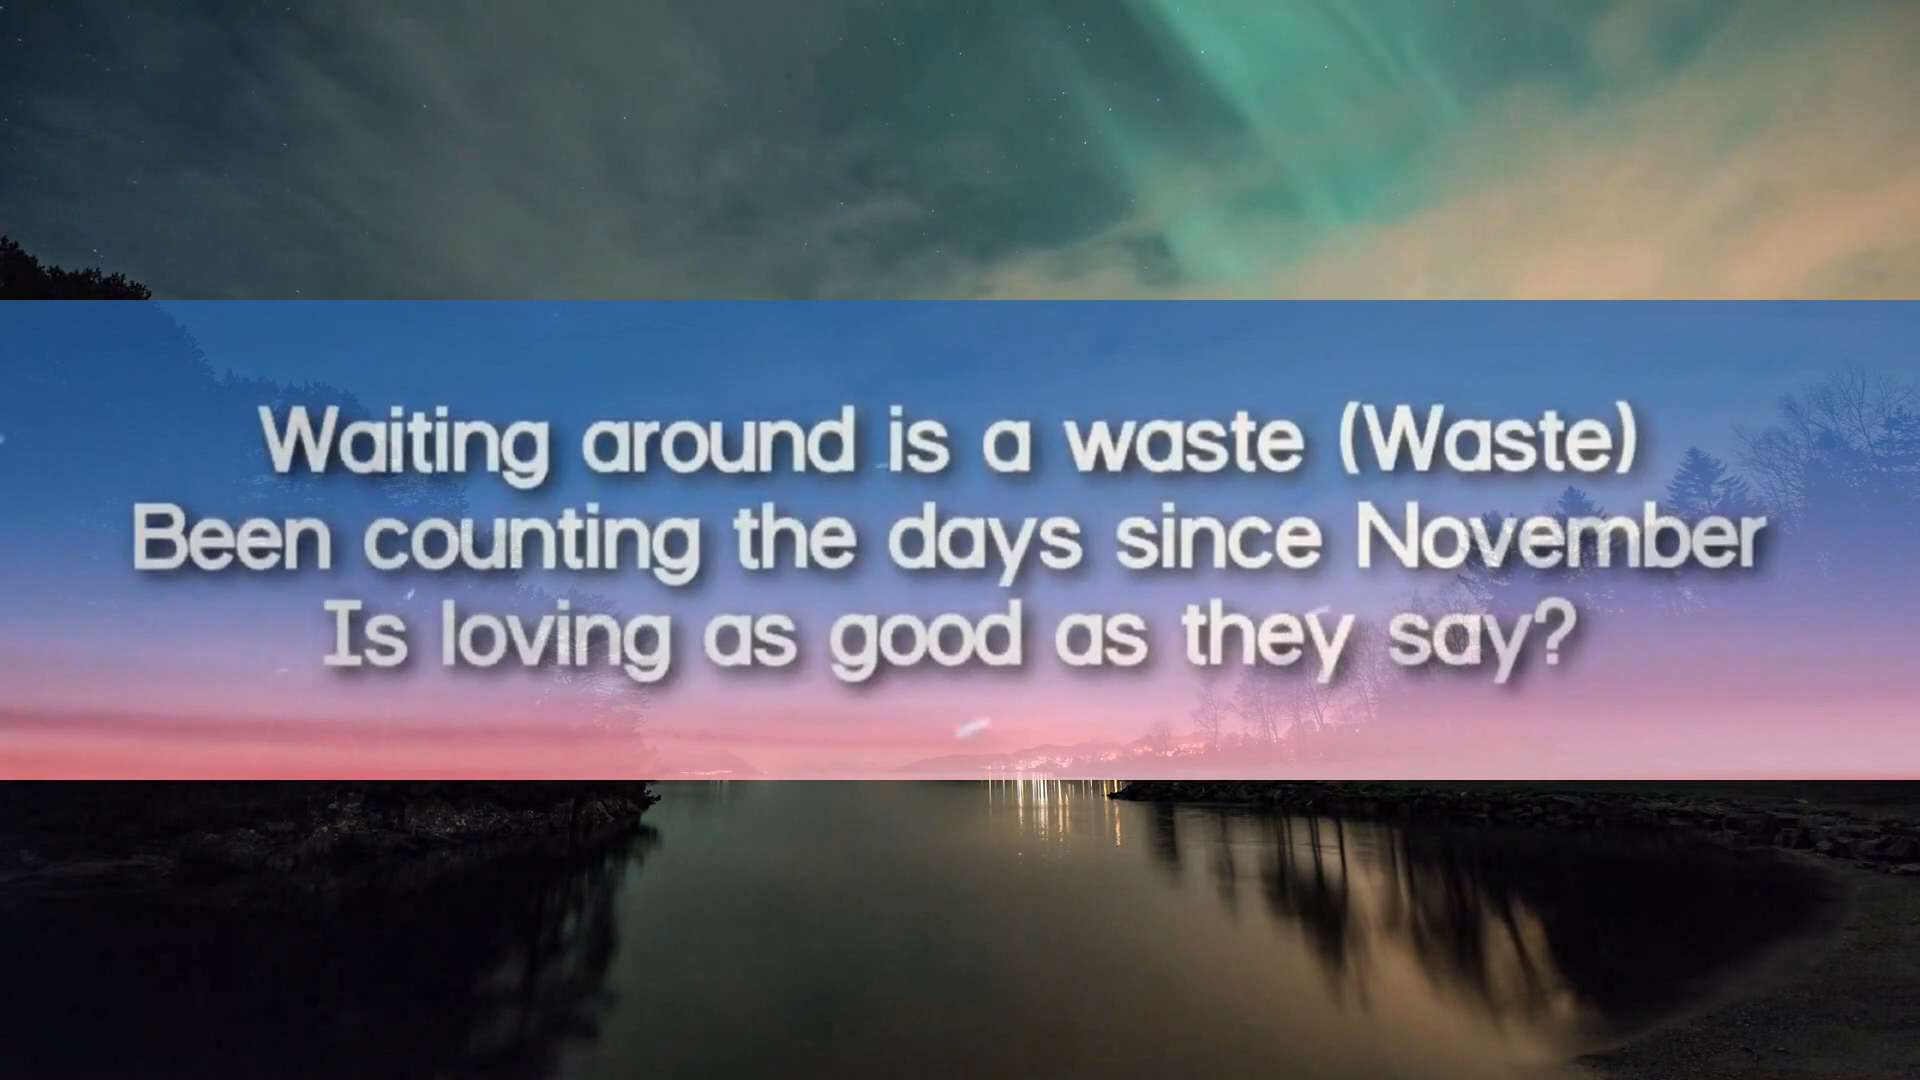 Waiting around is a waste (Waste)
Been counting the days since November
Is loving as good as they say?